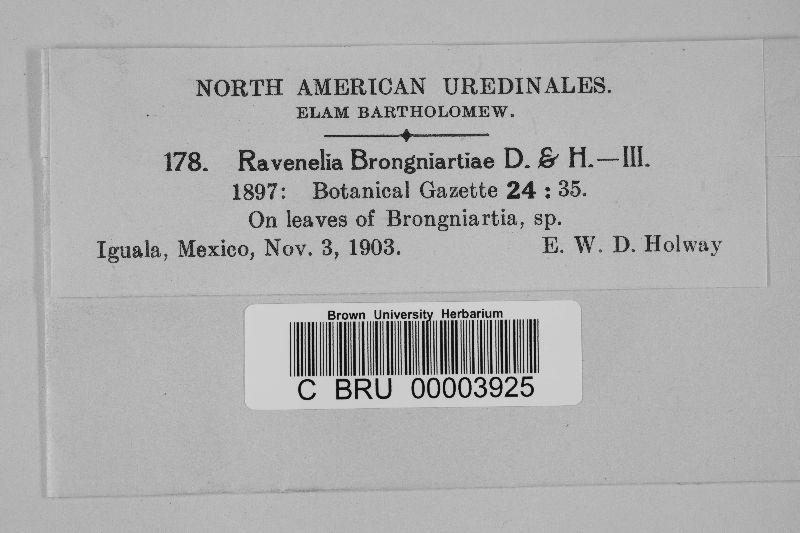 NORTH AMERICAN UREDINALES.
ELAM BARTHOLOMEW.
178. Ravenelia Brongniartiae D. & H.—III.
1897: Botanical Gazette 24 : 35.
On leaves of Brongniartia, sp.
Iguala, Mexico, Nov. 3, 1903. E. W. D. Holway
Brown University Herbarium
C BRU 00003925